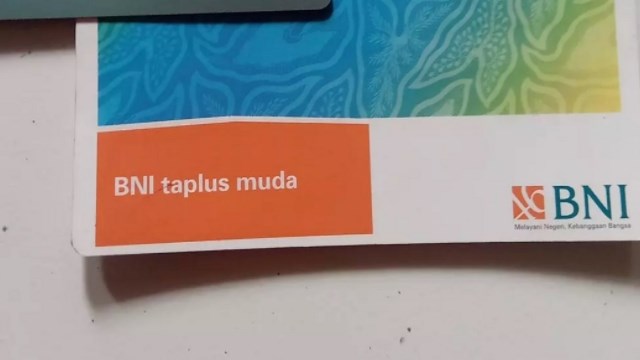 BNI taplus muda
BNI
Melayani Negeri, Kebanggaan Bangsa